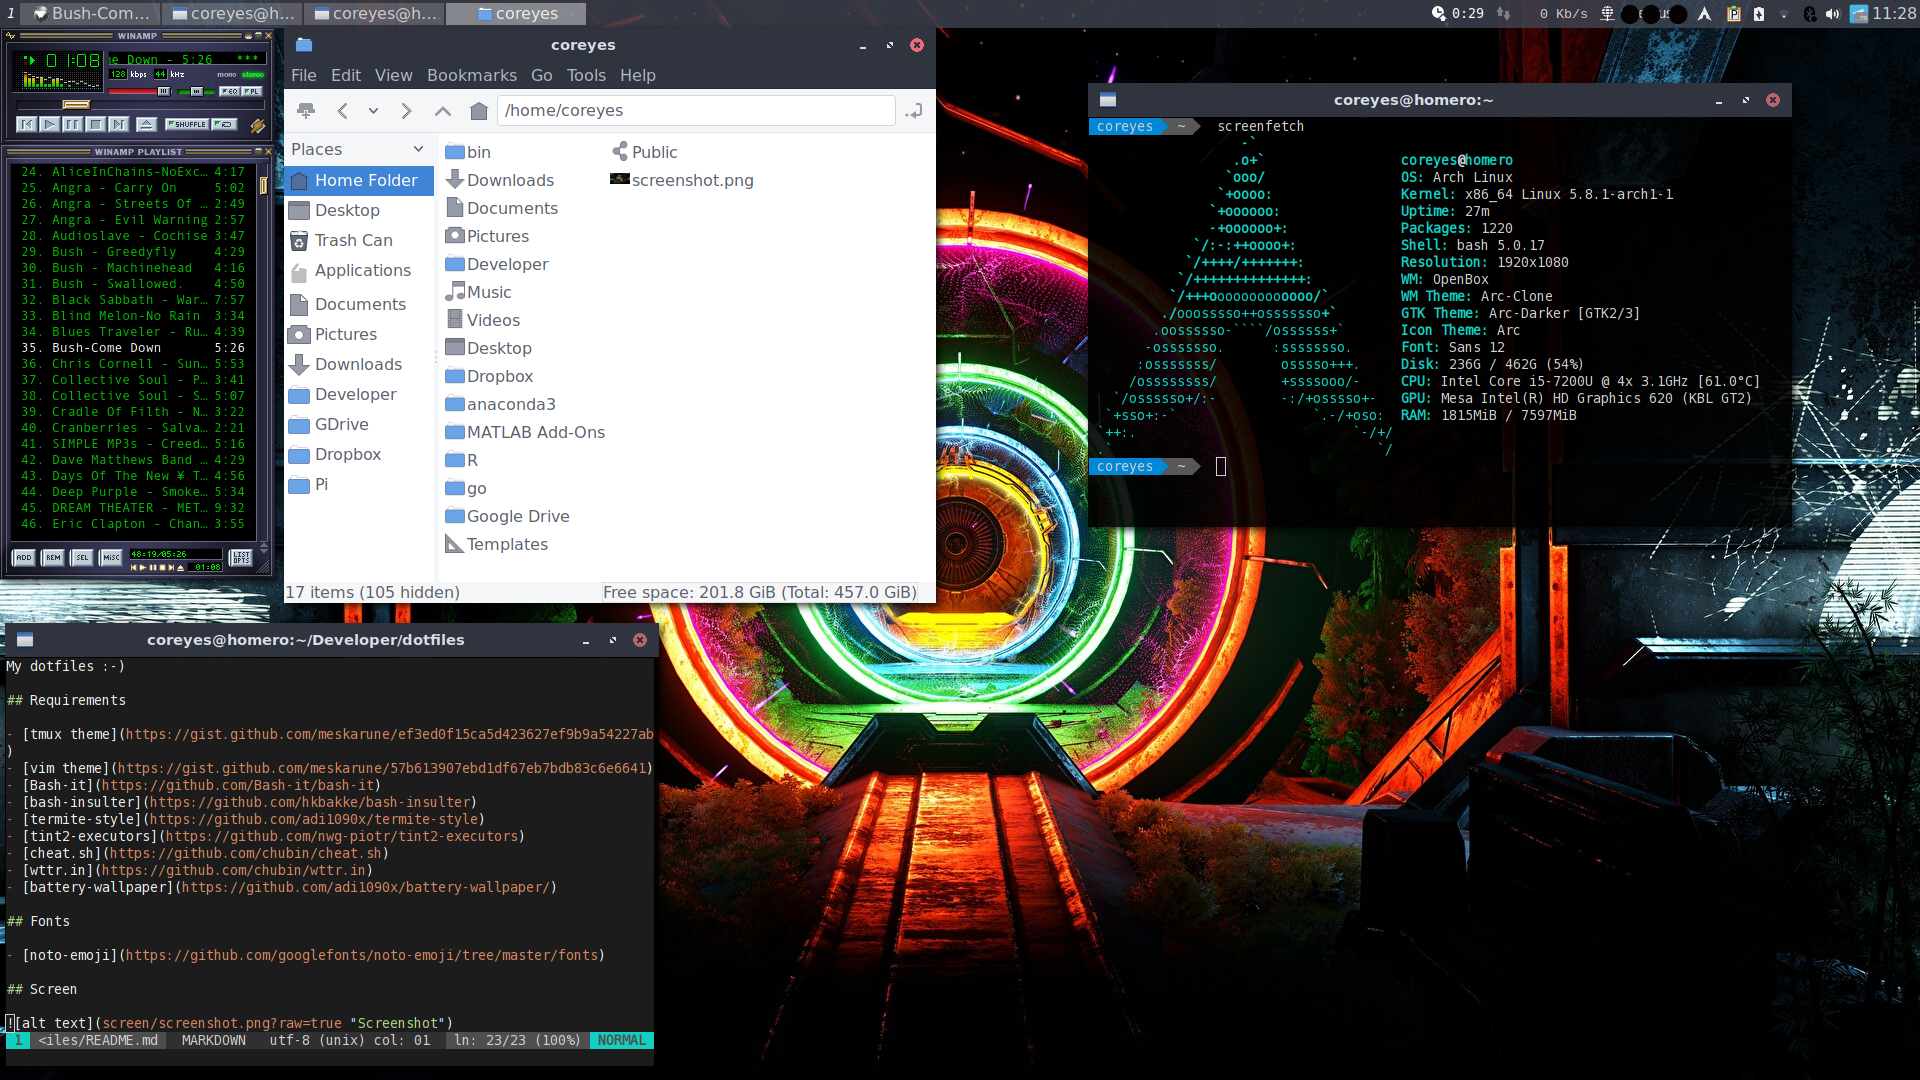 1 Bush-Com... coreyes@h... coreyes@h... coreyes 0:29 0 Kb/s 11:28
WINAMP
1:08 e Down - 5:26 ***
128 kbps 44 kHz mono stereo
EQ PL
SHUFFLE
WINAMP PLAYLIST
24. AliceInChains-NoExc… 4:17
25. Angra - Carry On 5:02
26. Angra - Streets Of … 2:49
27. Angra - Evil Warning 2:57
28. Audioslave - Cochise 3:47
29. Bush - Greedyfly 4:29
30. Bush - Machinehead 4:16
31. Bush - Swallowed. 4:50
32. Black Sabbath - War… 7:57
33. Blind Melon-No Rain 3:34
34. Blues Traveler - Ru… 4:39
35. Bush-Come Down 5:26
36. Chris Cornell - Sun… 5:53
37. Collective Soul - P… 3:41
38. Collective Soul - S… 5:07
39. Cradle Of Filth - N… 3:22
40. Cranberries - Salva… 2:21
41. SIMPLE MP3s - Creed… 5:16
42. Dave Matthews Band … 4:29
43. Days Of The New ¥ T… 4:56
44. Deep Purple - Smoke… 5:34
45. DREAM THEATER - MET… 9:32
46. Eric Clapton - Chan… 3:55
ADD REM SEL MISC 48:19/05:26 01:08 LIST OPTS
coreyes
File Edit View Bookmarks Go Tools Help
/home/coreyes
Places
Home Folder
Desktop
Trash Can
Applications
Documents
Pictures
Downloads
Developer
GDrive
Dropbox
Pi
bin
Downloads
Documents
Pictures
Developer
Music
Videos
Desktop
Dropbox
anaconda3
MATLAB Add-Ons
R
go
Google Drive
Templates
Public
screenshot.png
17 items (105 hidden) Free space: 201.8 GiB (Total: 457.0 GiB)
coreyes@homero:~
coreyes ~ screenfetch
coreyes@homero
OS: Arch Linux
Kernel: x86_64 Linux 5.8.1-arch1-1
Uptime: 27m
Packages: 1220
Shell: bash 5.0.17
Resolution: 1920x1080
WM: OpenBox
WM Theme: Arc-Clone
GTK Theme: Arc-Darker [GTK2/3]
Icon Theme: Arc
Font: Sans 12
Disk: 236G / 462G (54%)
CPU: Intel Core i5-7200U @ 4x 3.1GHz [61.0°C]
GPU: Mesa Intel(R) HD Graphics 620 (KBL GT2)
RAM: 1815MiB / 7597MiB
coreyes ~
coreyes@homero:~/Developer/dotfiles
My dotfiles :-)
## Requirements
- [tmux theme](https://gist.github.com/meskarune/ef3ed0f15ca5d423627ef9b9a54227ab
)
- [vim theme](https://gist.github.com/meskarune/57b613907ebd1df67eb7bdb83c6e6641)
- [Bash-it](https://github.com/Bash-it/bash-it)
- [bash-insulter](https://github.com/hkbakke/bash-insulter)
- [termite-style](https://github.com/adi1090x/termite-style)
- [tint2-executors](https://github.com/nwg-piotr/tint2-executors)
- [cheat.sh](https://github.com/chubin/cheat.sh)
- [wttr.in](https://github.com/chubin/wttr.in)
- [battery-wallpaper](https://github.com/adi1090x/battery-wallpaper/)
## Fonts
- [noto-emoji](https://github.com/googlefonts/noto-emoji/tree/master/fonts)
## Screen
![alt text](screen/screenshot.png?raw=true "Screenshot")
1 <iles/README.md MARKDOWN utf-8 (unix) col: 01 ln: 23/23 (100%) NORMAL